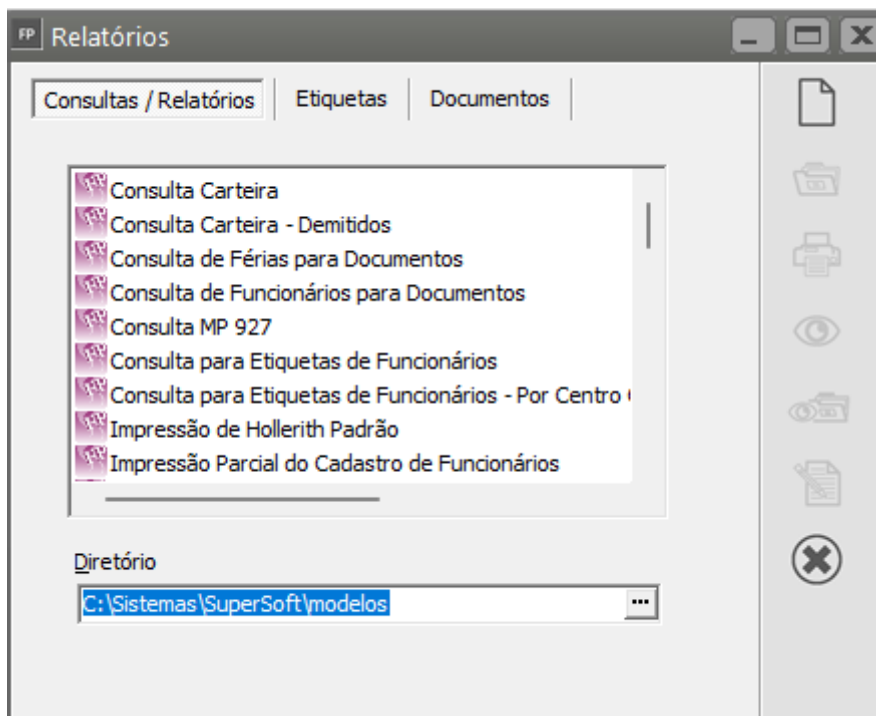 FP Relatórios
Consultas / Relatórios Etiquetas Documentos
Consulta Carteira
Consulta Carteira - Demitidos
Consulta de Férias para Documentos
Consulta de Funcionários para Documentos
Consulta MP 927
Consulta para Etiquetas de Funcionários
Consulta para Etiquetas de Funcionários - Por Centro
Impressão de Hollerith Padrão
Impressão Parcial do Cadastro de Funcionários
Diretório
C:\Sistemas\SuperSoft\modelos ...